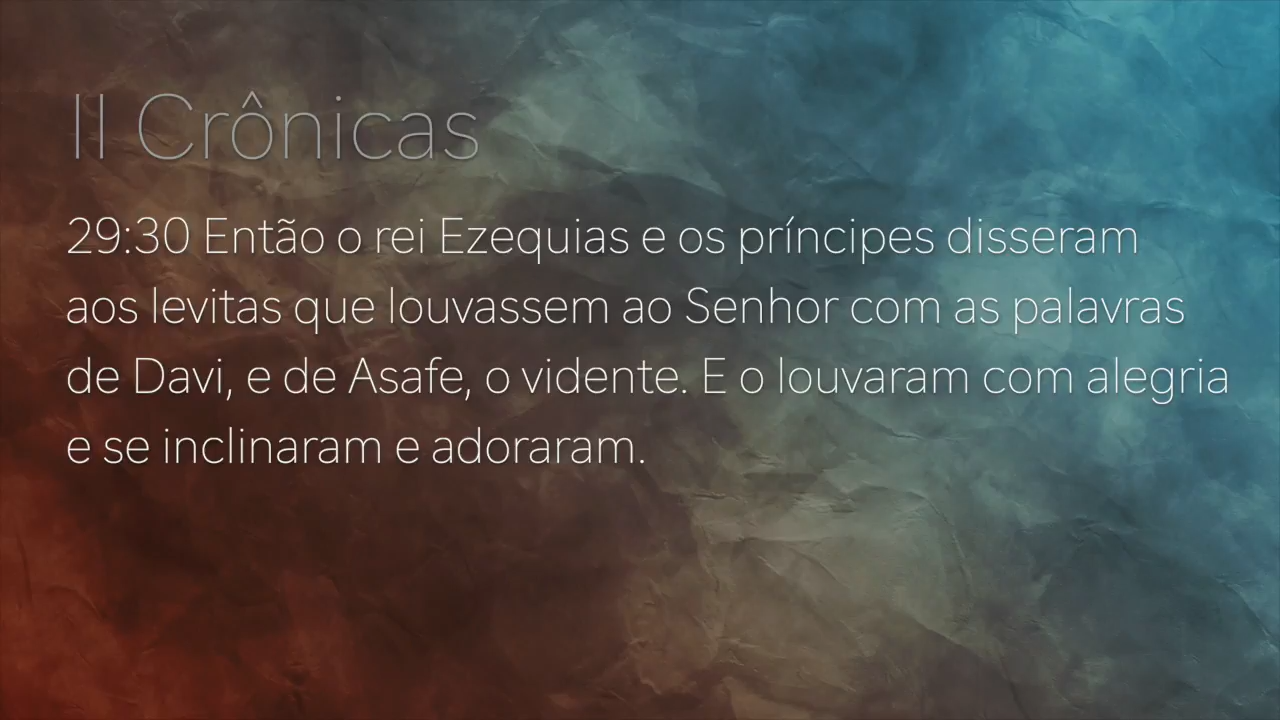 II Crônicas
29:30 Então o rei Ezequias e os príncipes disseram
aos levitas que louvassem ao Senhor com as palavras
de Davi, e de Asafe, o vidente. E o louvaram com alegria
e se inclinaram e adoraram.